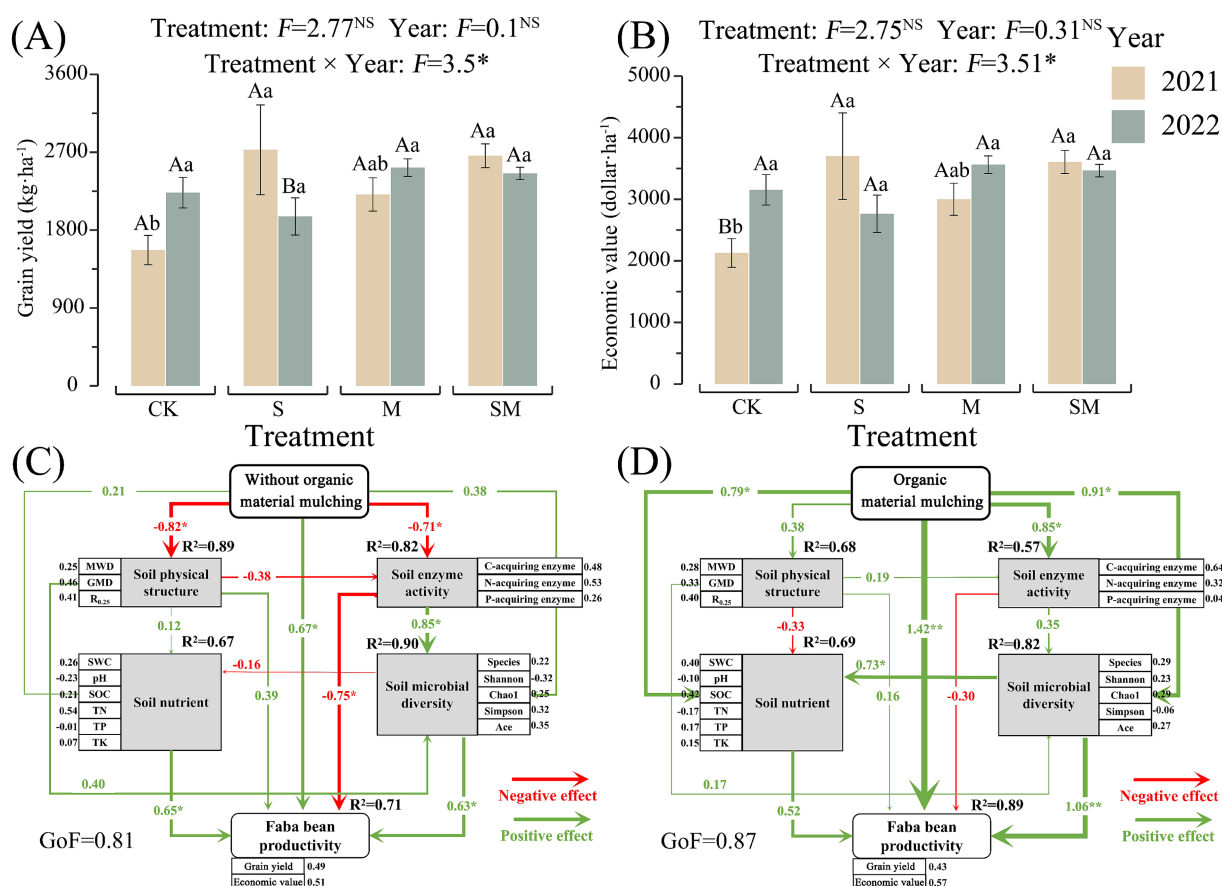 (A)
Treatment: F=2.77NS Year: F=0.1NS
Treatment × Year: F=3.5*
Grain yield (kg·ha-1)
3600
2700
1800
900
0
Ab
Aa
Aa
Ba
Aab
Aa
Aa
Aa
CK
S
M
SM
Treatment
(B)
Treatment: F=2.75NS Year: F=0.31NS
Treatment × Year: F=3.51*
Year
2021
2022
Economic value (dollar·ha-1)
5000
4000
3000
2000
1000
0
Bb
Aa
Aa
Aa
Aab
Aa
Aa
Aa
CK
S
M
SM
Treatment
(C)
Without organic
material mulching
0.21
0.38
-0.82*
-0.71*
R²=0.89
R²=0.82
0.25 MWD
0.46 GMD
0.41 R0.25
Soil physical
structure
-0.38
Soil enzyme
activity
C-acquiring enzyme 0.48
N-acquiring enzyme 0.53
P-acquiring enzyme 0.26
0.12
0.67*
0.85*
R²=0.67
R²=0.90
0.26 SWC
-0.23 pH
0.21 SOC
0.54 TN
-0.01 TP
0.07 TK
Soil nutrient
-0.16
0.39
-0.75*
Soil microbial
diversity
Species 0.22
Shannon -0.32
Chao1 0.25
Simpson 0.32
Ace 0.35
0.40
0.65*
R²=0.71
0.63*
Negative effect
Positive effect
GoF=0.81
Faba bean
productivity
Grain yield 0.49
Economic value 0.51
(D)
Organic
material mulching
0.79*
0.91*
0.38
0.85*
R²=0.68
R²=0.57
0.28 MWD
0.33 GMD
0.40 R0.25
Soil physical
structure
0.19
Soil enzyme
activity
C-acquiring enzyme 0.64
N-acquiring enzyme 0.32
P-acquiring enzyme 0.04
-0.33
1.42**
0.35
R²=0.69
R²=0.82
0.40 SWC
-0.10 pH
0.42 SOC
-0.17 TN
0.17 TP
0.15 TK
Soil nutrient
0.73*
0.16
-0.30
Soil microbial
diversity
Species 0.29
Shannon 0.23
Chao1 0.29
Simpson -0.06
Ace 0.27
0.17
0.52
R²=0.89
1.06**
Negative effect
Positive effect
GoF=0.87
Faba bean
productivity
Grain yield 0.43
Economic value 0.57